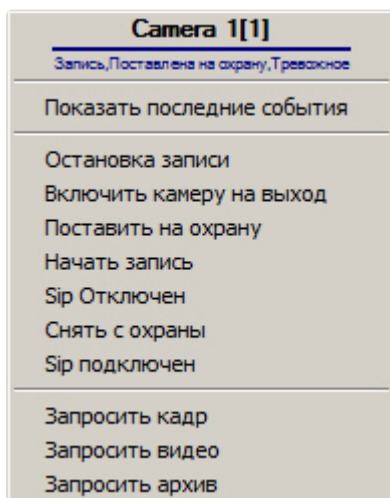 Camera 1[1]
Запись,Поставлена на охрану,Тревожное
Показать последние события
Остановка записи
Включить камеру на выход
Поставить на охрану
Начать запись
Sip Отключен
Снять с охраны
Sip подключен
Запросить кадр
Запросить видео
Запросить архив